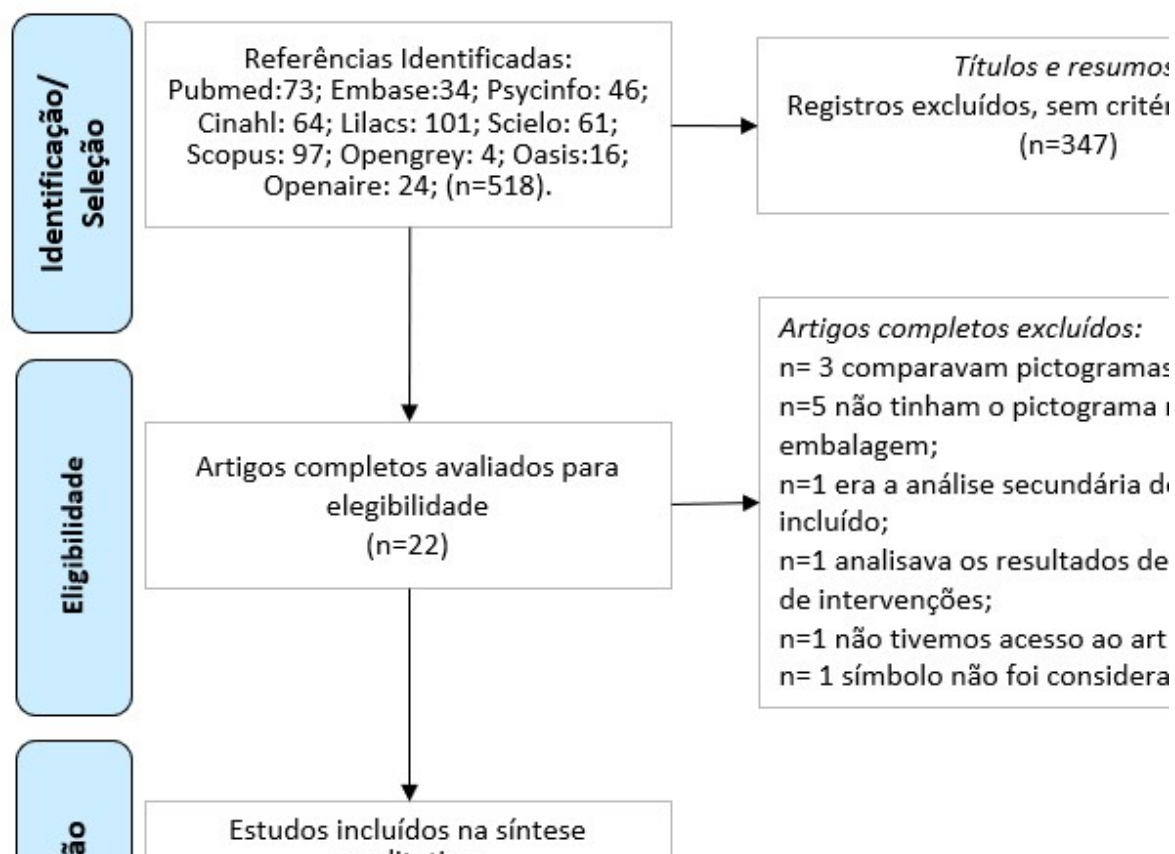 Identificação/
Seleção
Referências Identificadas:
Pubmed:73; Embase:34; Psycinfo: 46;
Cinahl: 64; Lilacs: 101; Scielo: 61;
Scopus: 97; Opengrey: 4; Oasis:16;
Openaire: 24; (n=518).
Títulos e resumos
Registros excluídos, sem
(n=347)
Eligibilidade
Artigos completos avaliados para
elegibilidade
(n=22)
Artigos completos excluídos:
n= 3 comparavam pictogramas
n=5 não tinham o pictograma
embalagem;
n=1 era a análise secundária
incluído;
n=1 analisava os resultados de
de intervenções;
n=1 não tivemos acesso ao
n= 1 símbolo não foi
Estudos incluídos na síntese